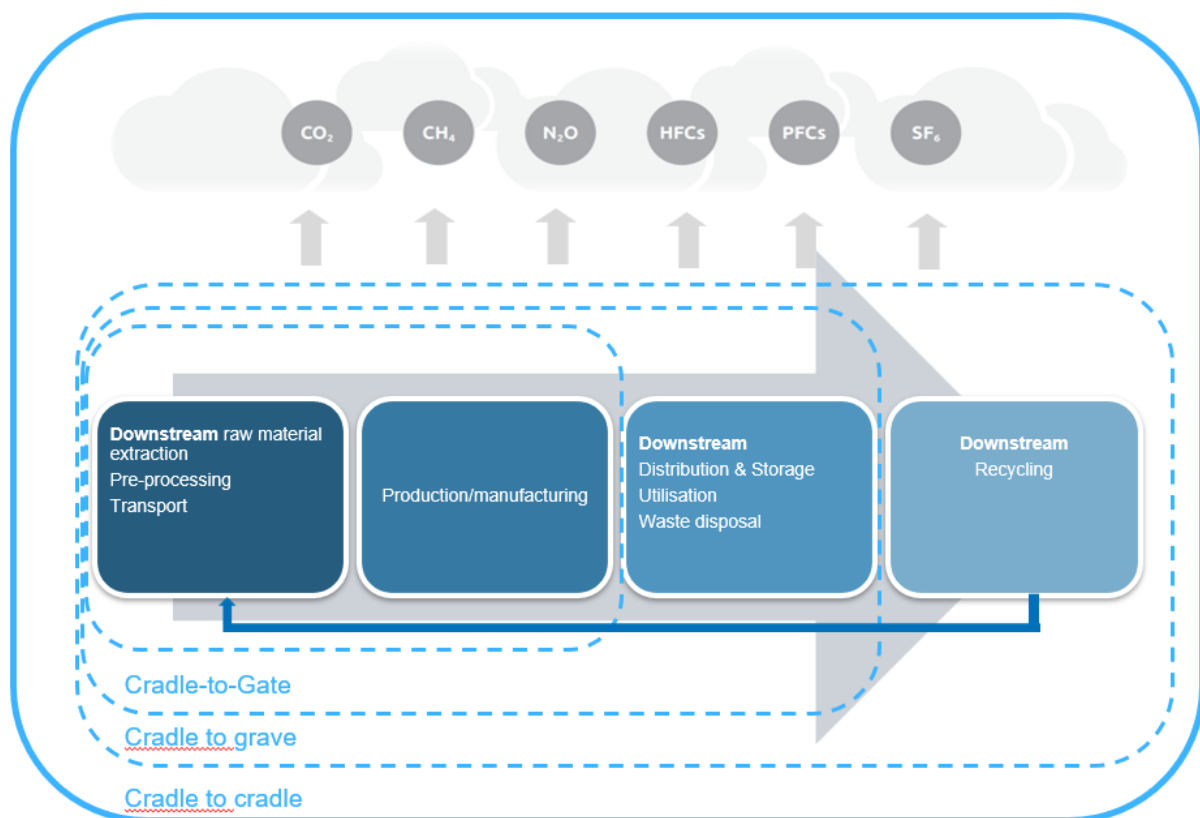 CO₂ CH₄ N₂O HFCs PFCs SF₆
Downstream raw material
extraction
Pre-processing
Transport
Production/manufacturing
Downstream
Distribution & Storage
Utilisation
Waste disposal
Downstream
Recycling
Cradle-to-Gate
Cradle to grave
Cradle to cradle